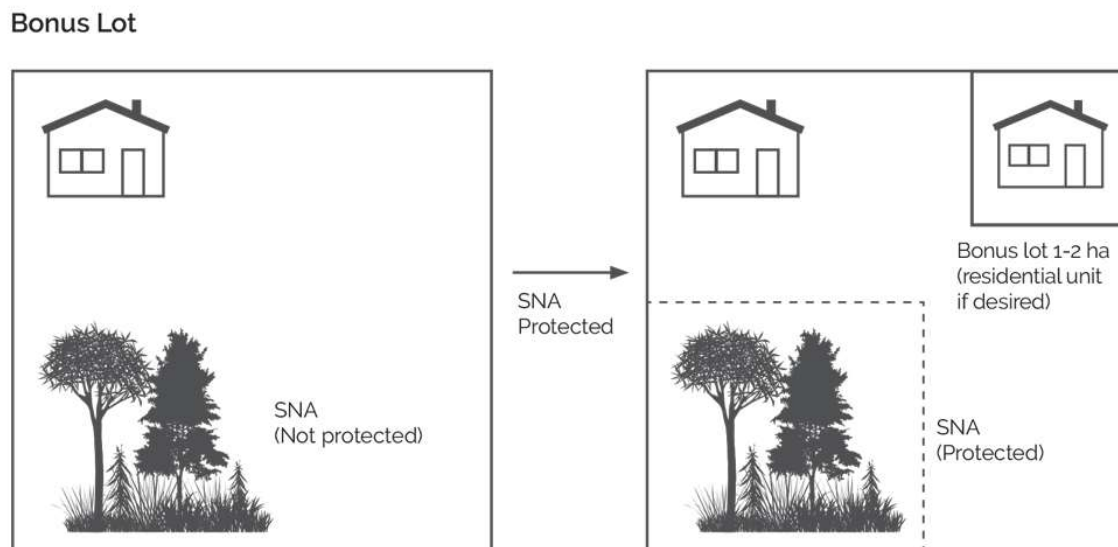 Bonus Lot
SNA
(Not protected)
SNA
Protected
Bonus lot 1-2 ha
(residential unit
if desired)
SNA
(Protected)